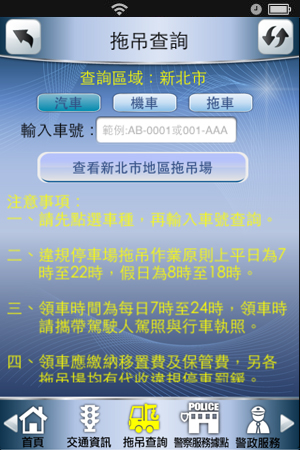 拖吊查詢
查詢區域：新北市
汽車 機車 拖車
輸入車號： 範例:AB-0001或001-AAA
查看新北市地區拖吊場
注意事項：
一、請先點選車種，再輸入車號查詢。
二、違規停車場拖吊作業原則上平日為7
時至22時，假日為8時至18時。
三、領車時間為每日7時至24時，領車時
請攜帶駕駛人駕照與行車執照。
四、領車應繳納移置費及保管費，另各
拖吊場均有代收違規停車罰鍰。
POLICE
首頁 交通資訊 拖吊查詢 警察服務據點 警政服務